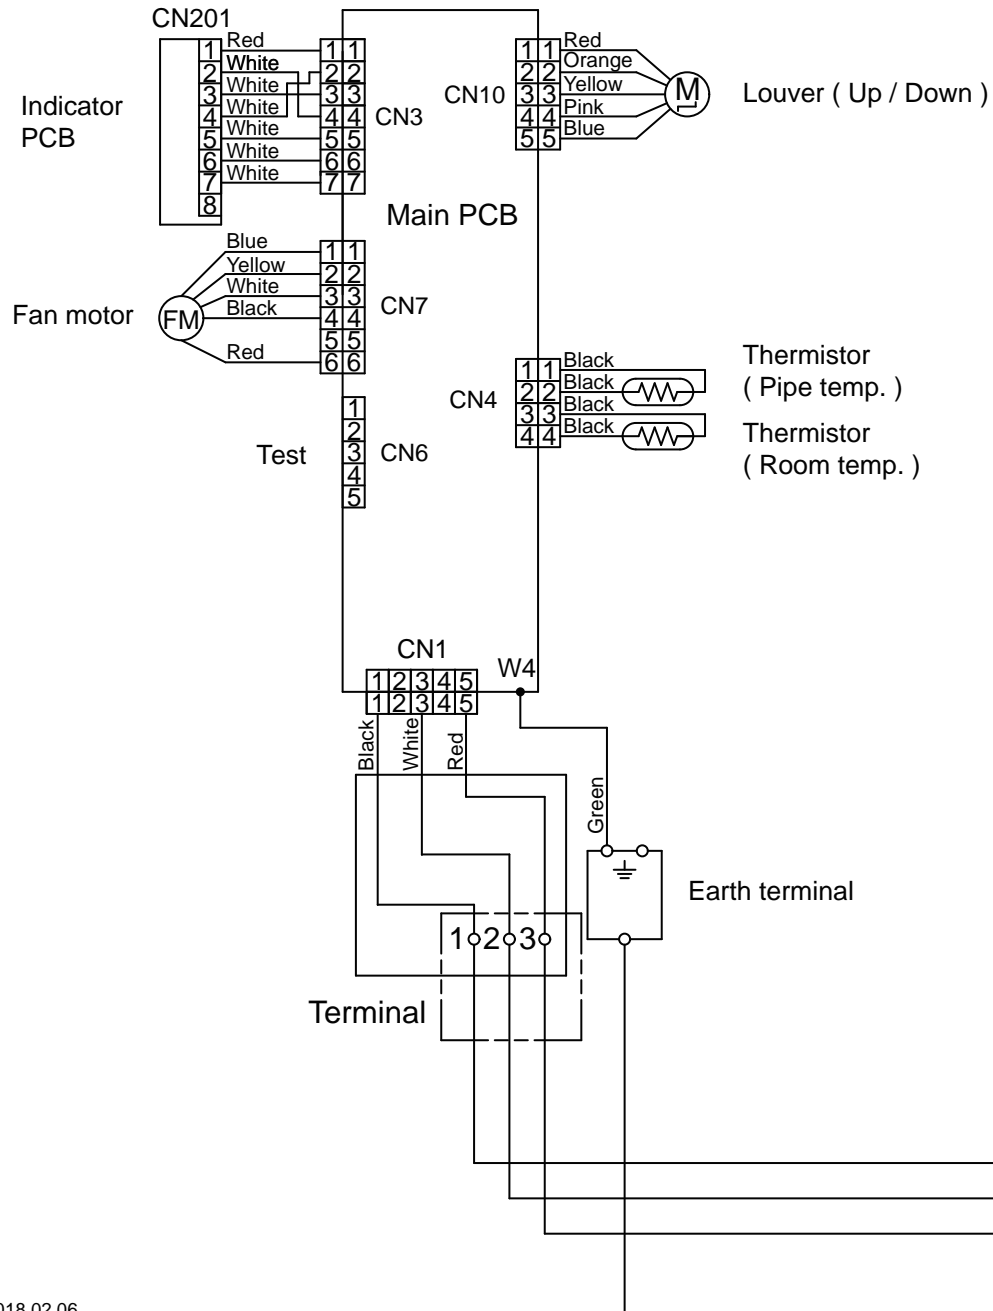 CN201
Indicator
PCB
1 Red 1 1
2 White 2 2
3 White 3 3
4 White 4 4
5 White 5 5
6 White 6 6
7 White 7 7
8
CN3
CN10
1 1 Red
2 2 Orange
3 3 Yellow
4 4 Pink
5 5 Blue
M
Louver ( Up / Down )
Main PCB
Fan motor
FM
Blue 1 1
Yellow 2 2
White 3 3
Black 4 4
5 5
Red 6 6
CN7
CN4
1 1 Black
2 2 Black
3 3 Black
4 4 Black
Thermistor
( Pipe temp. )
Thermistor
( Room temp. )
Test
1
2
3
4
5
CN6
CN1
1 2 3 4 5
1 2 3 4 5
W4
Black
White
Red
Green
Earth terminal
1 2 3
Terminal
018.02.06